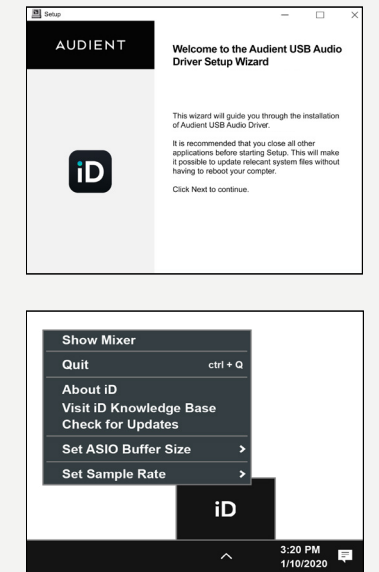 Setup
AUDIENT
Welcome to the Audient USB Audio
Driver Setup Wizard
This wizard will guide you through the installation
of Audient USB Audio Driver.
It is recommended that you close all other
applications before starting Setup. This will make
it possible to update relecant system files without
having to reboot your compter.
Click Next to continue.
iD
Show Mixer
Quit ctrl + Q
About iD
Visit iD Knowledge Base
Check for Updates
Set ASIO Buffer Size >
Set Sample Rate >
iD
3:20 PM
1/10/2020